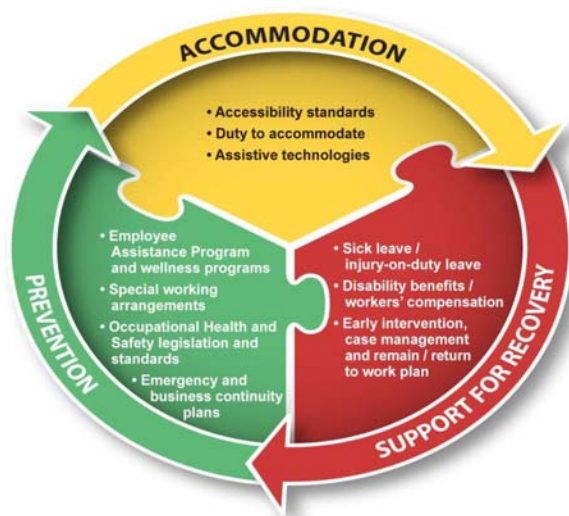 ACCOMMODATION
• Accessibility standards
• Duty to accommodate
• Assistive technologies
PREVENTION
• Employee
Assistance Program
and wellness programs
• Special working
arrangements
• Occupational Health and
Safety legislation and
standards
• Emergency and
business continuity
plans
• Sick leave /
injury-on-duty leave
• Disability benefits /
workers' compensation
• Early intervention,
case management
and remain / return
to work plan
SUPPORT FOR RECOVERY